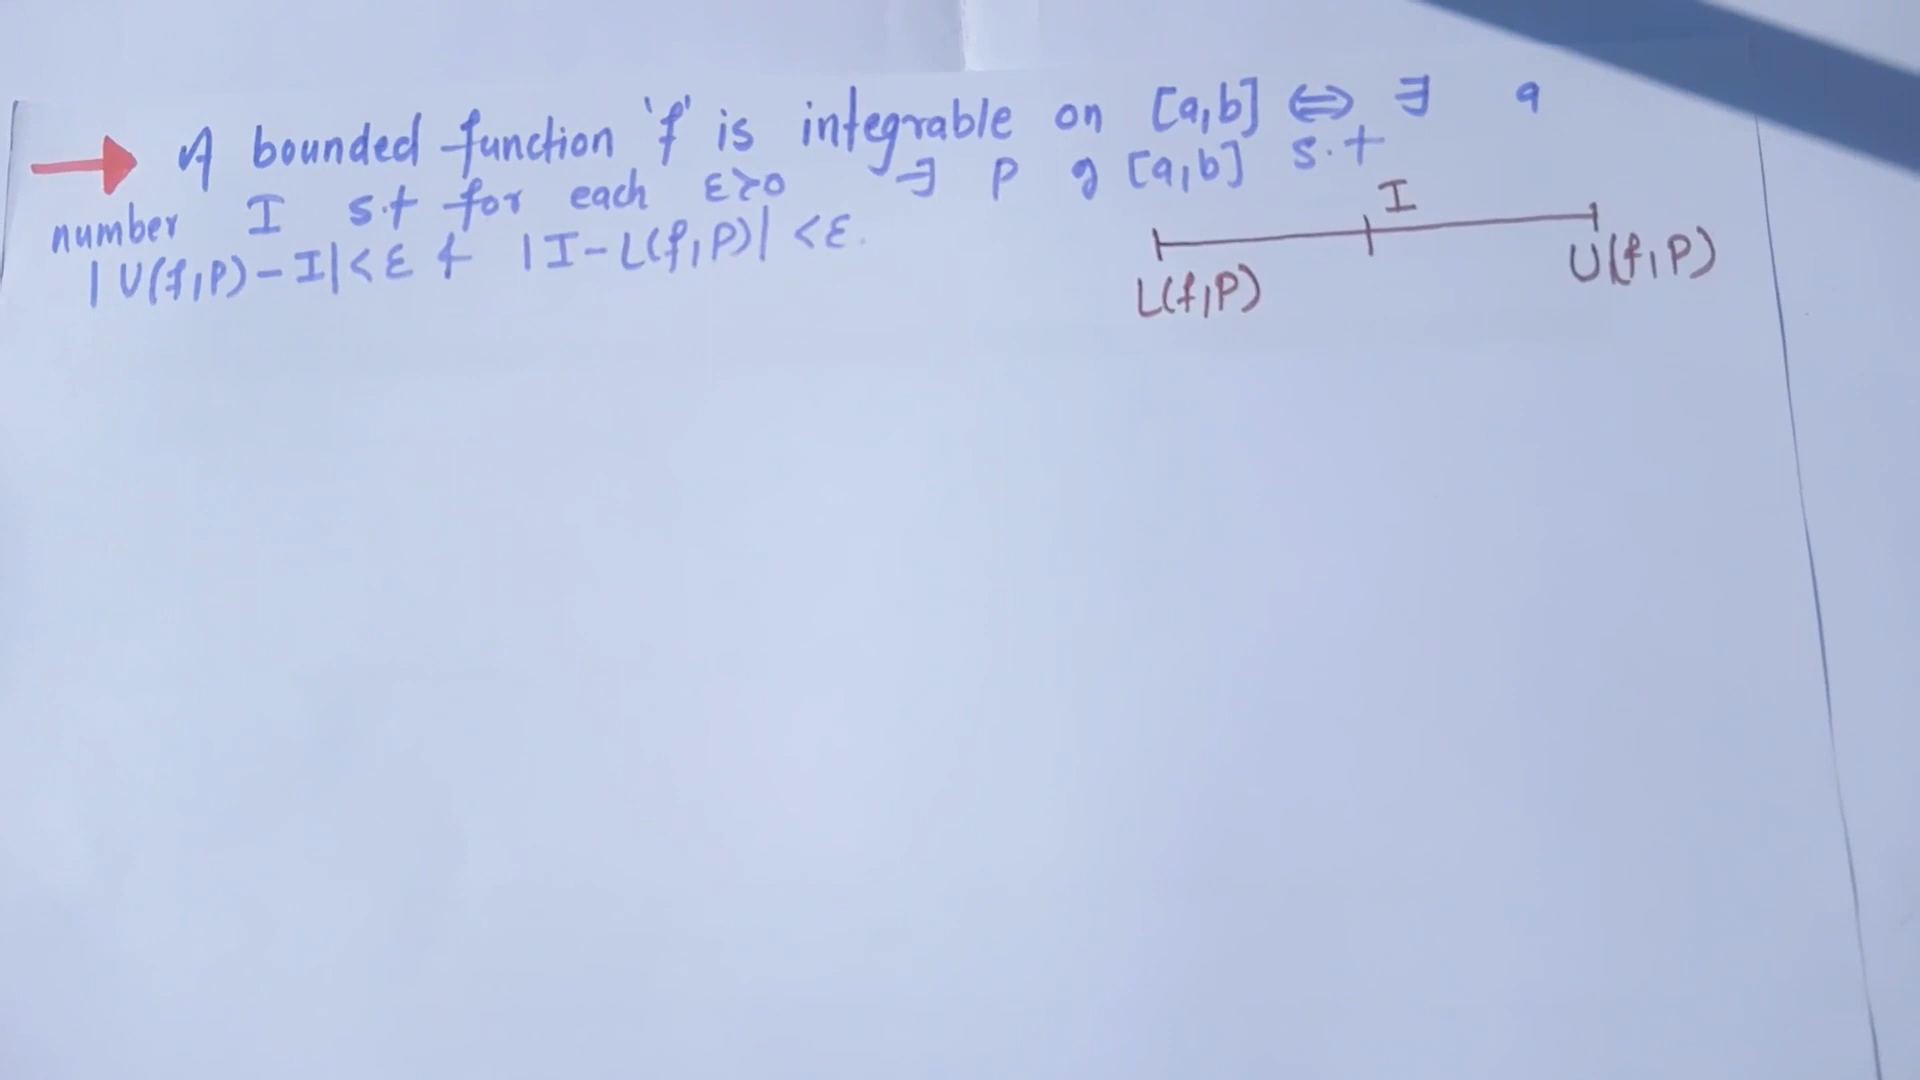 A bounded function 'f' is integrable on [a,b] ⇔ ∃ a
number I s.t for each ε>0 ∃ P of [a,b] s.t
|U(f,P)-I|<ε & |I-L(f,P)|<ε.
I
L(f,P)
U(f,P)